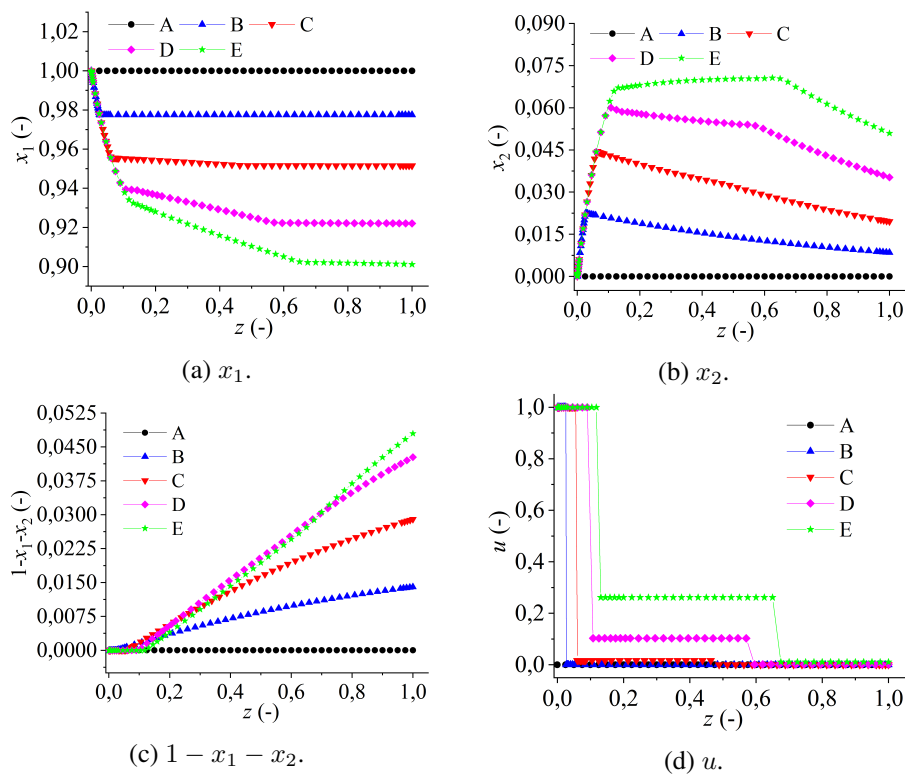 A B C
D E
1,00
0,98
0,96
0,94
0,92
0,90
x₁ (-)
0,0 0,2 0,4 0,6 0,8 1,0
z (-)
(a) x₁.
A B C
D E
0,090
0,075
0,060
0,045
0,030
0,015
0,000
x₂ (-)
0,0 0,2 0,4 0,6 0,8 1,0
z (-)
(b) x₂.
0,0525
0,0450
0,0375
0,0300
0,0225
0,0150
0,0075
0,0000
1-x₁-x₂ (-)
A
B
C
D
E
0,0 0,2 0,4 0,6 0,8 1,0
z (-)
(c) 1 − x₁ − x₂.
1,0
0,8
0,6
0,4
0,2
0,0
u (-)
A
B
C
D
E
0,0 0,2 0,4 0,6 0,8 1,0
z (-)
(d) u.